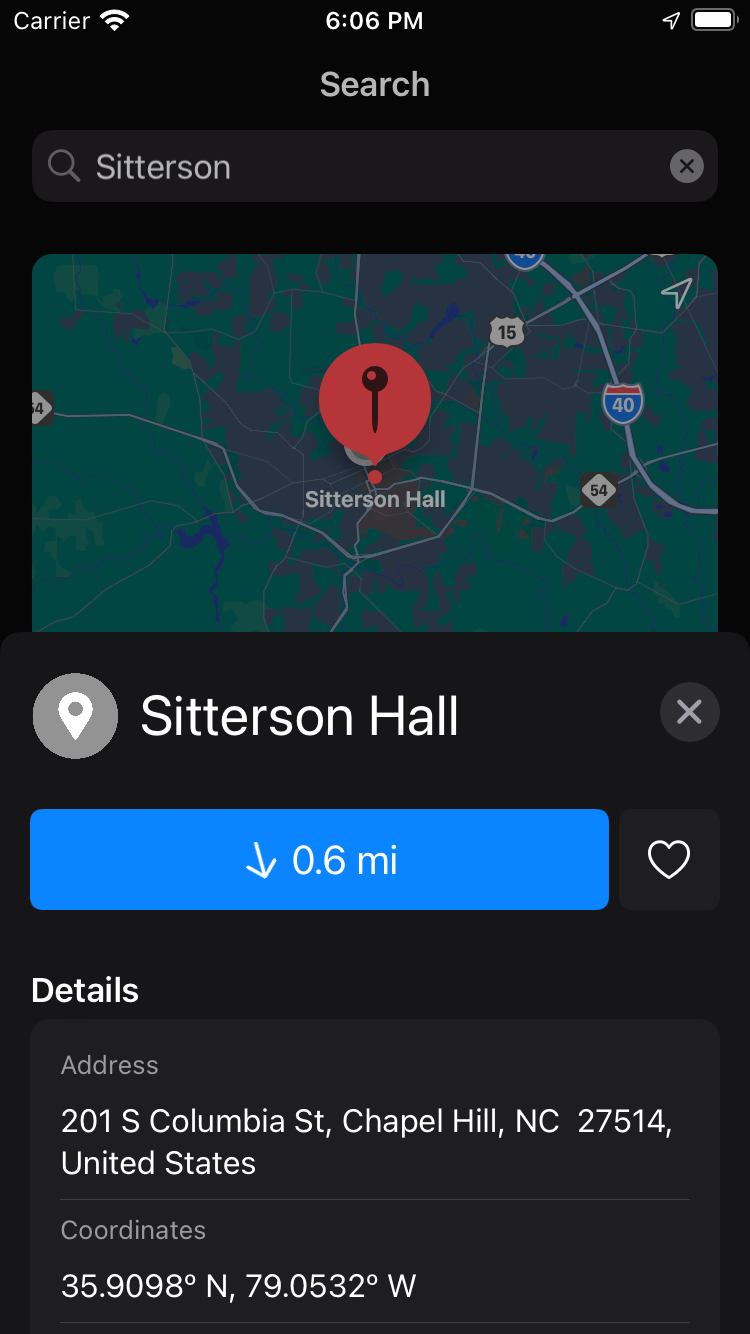 Carrier 6:06 PM
Search
Sitterson
15
40
54
54
Sitterson Hall
Sitterson Hall
0.6 mi
Details
Address
201 S Columbia St, Chapel Hill, NC  27514,
United States
Coordinates
35.9098° N, 79.0532° W